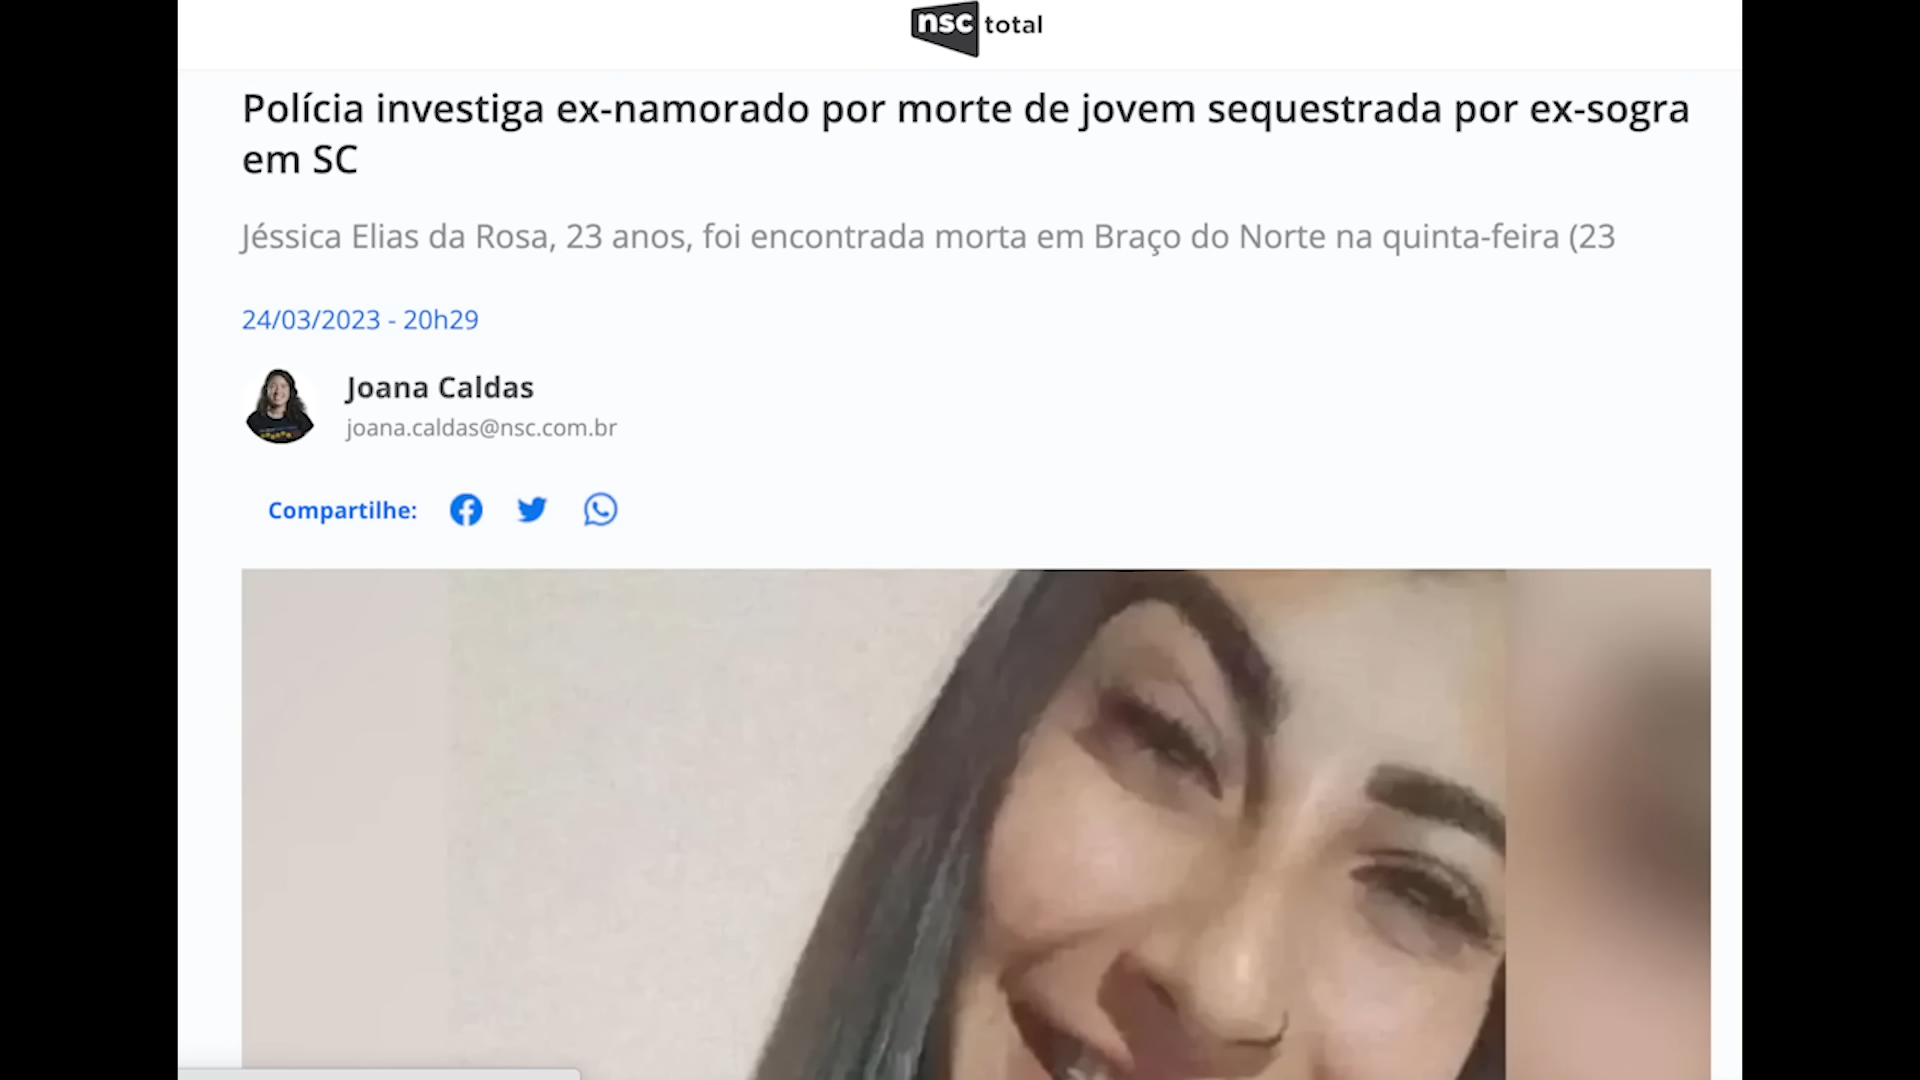 nsc total
Polícia investiga ex-namorado por morte de jovem sequestrada por ex-sogra
em SC
Jéssica Elias da Rosa, 23 anos, foi encontrada morta em Braço do Norte na quinta-feira (23
24/03/2023 - 20h29
Joana Caldas
joana.caldas@nsc.com.br
Compartilhe: